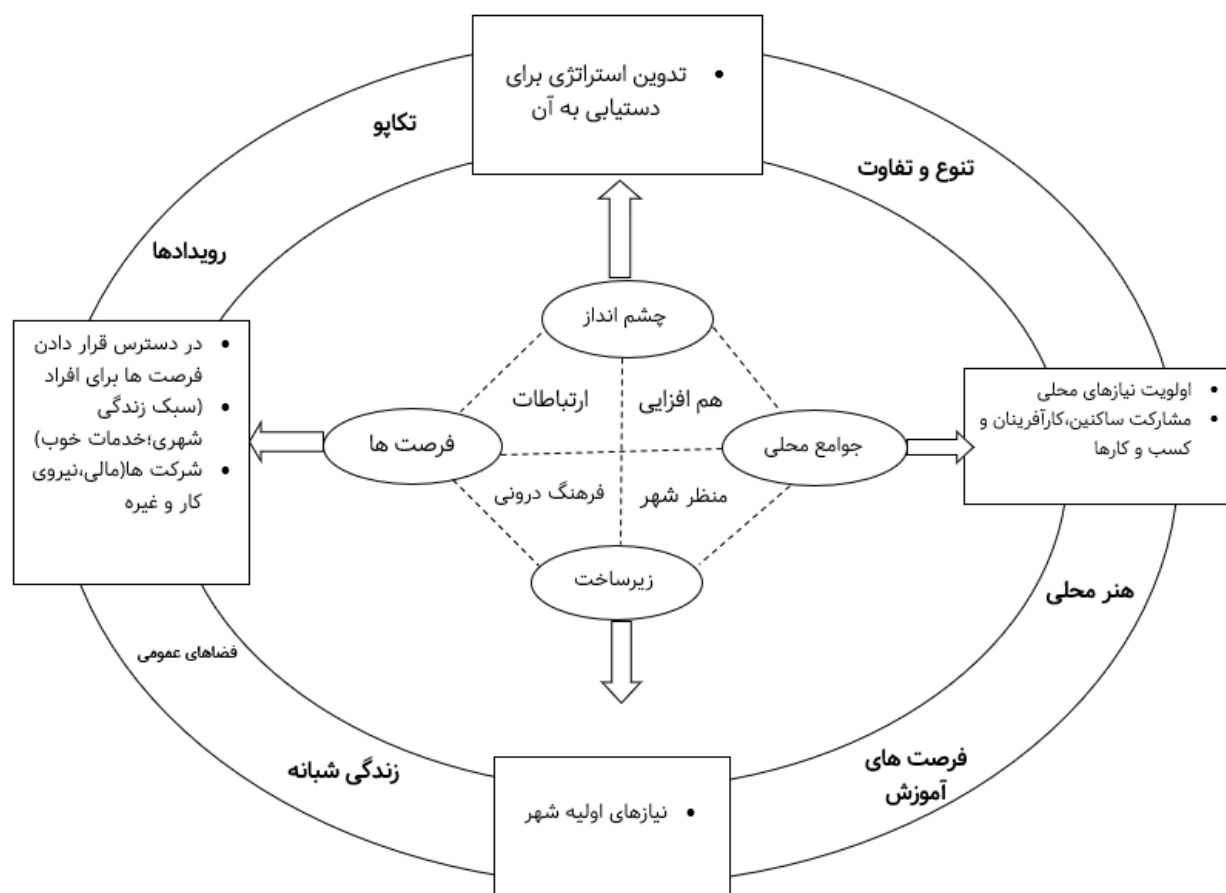 • تدوین استراتژی برای
دستیابی به آن
تکاپو
تنوع و تفاوت
رویدادها
چشم انداز
• در دسترس قرار دادن
فرصت ها برای افراد
• (سبک زندگی
شهری؛خدمات خوب)
• شرکت ها(مالی،نیروی
کار و غیره
• اولویت نیازهای محلی
• مشارکت ساکنین،کارآفرینان و
کسب و کارها
هم افزایی
ارتباطات
جوامع محلی
فرصت ها
منظر شهر
فرهنگ درونی
زیرساخت
هنر محلی
فضاهای عمومی
زندگی شبانه
فرصت های
آموزش
• نیازهای اولیه شهر